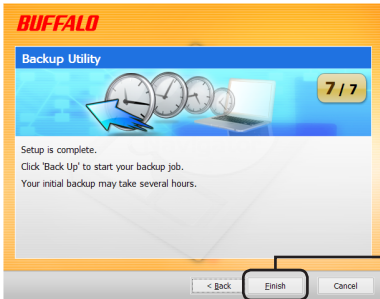 BUFFALO
Backup Utility
7/7
Setup is complete.
Click 'Back Up' to start your backup job.
Your initial backup may take several hours.
< Back Finish Cancel